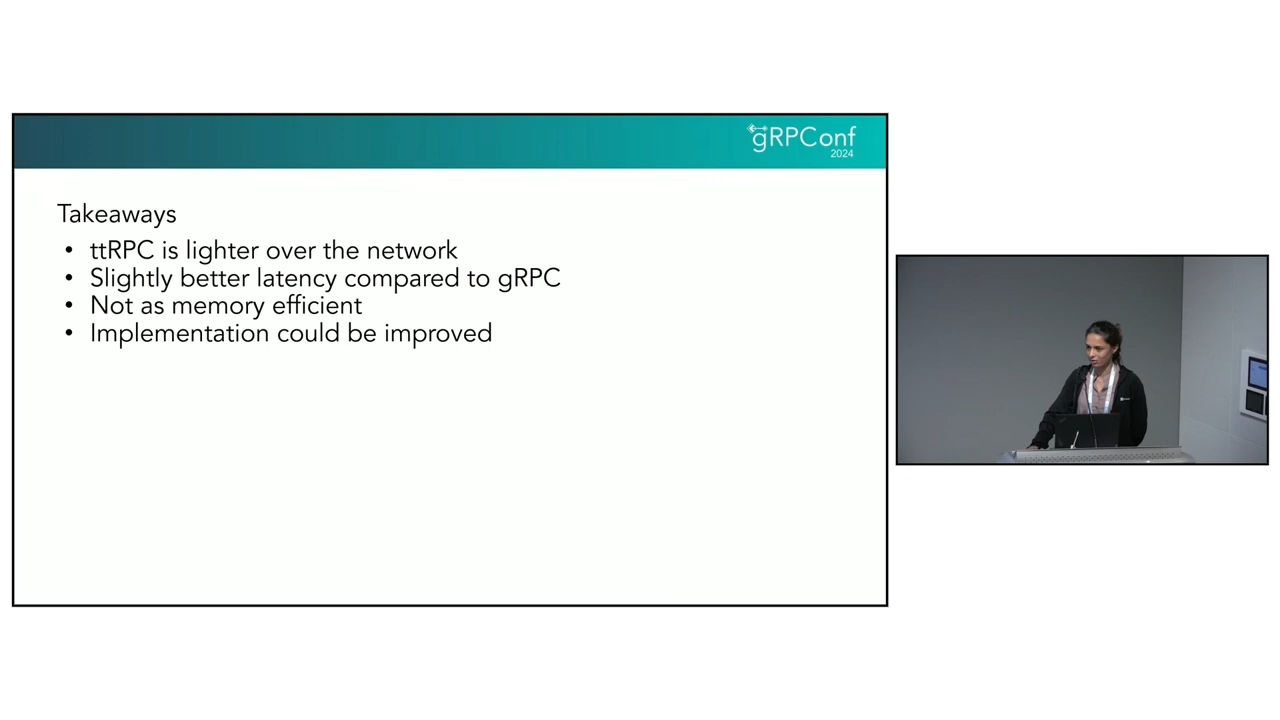 gRPConf
2024
Takeaways
• ttRPC is lighter over the network
• Slightly better latency compared to gRPC
• Not as memory efficient
• Implementation could be improved